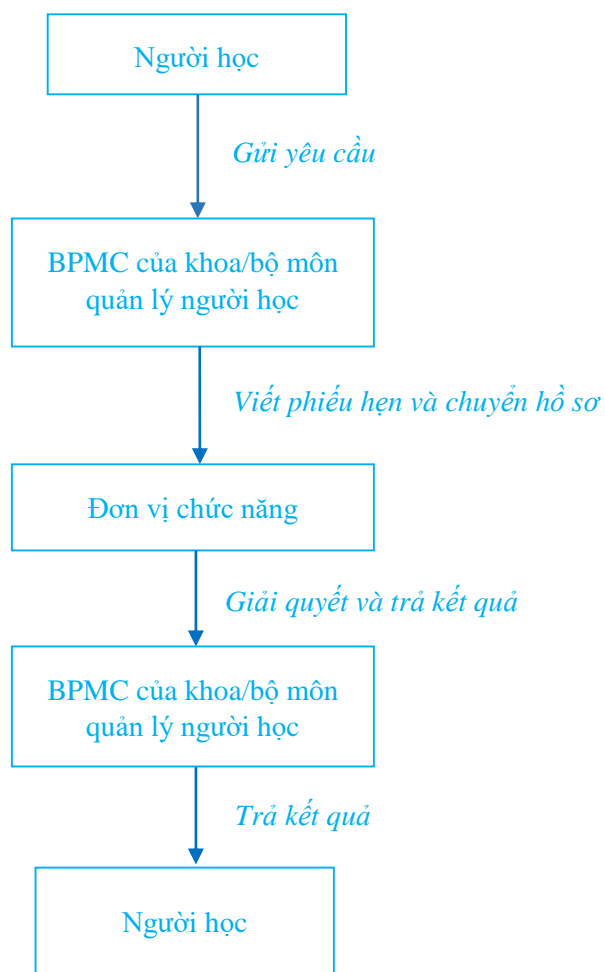 Người học
Gửi yêu cầu
BPMC của khoa/bộ môn
quản lý người học
Viết phiếu hẹn và chuyển hồ sơ
Đơn vị chức năng
Giải quyết và trả kết quả
BPMC của khoa/bộ môn
quản lý người học
Trả kết quả
Người học